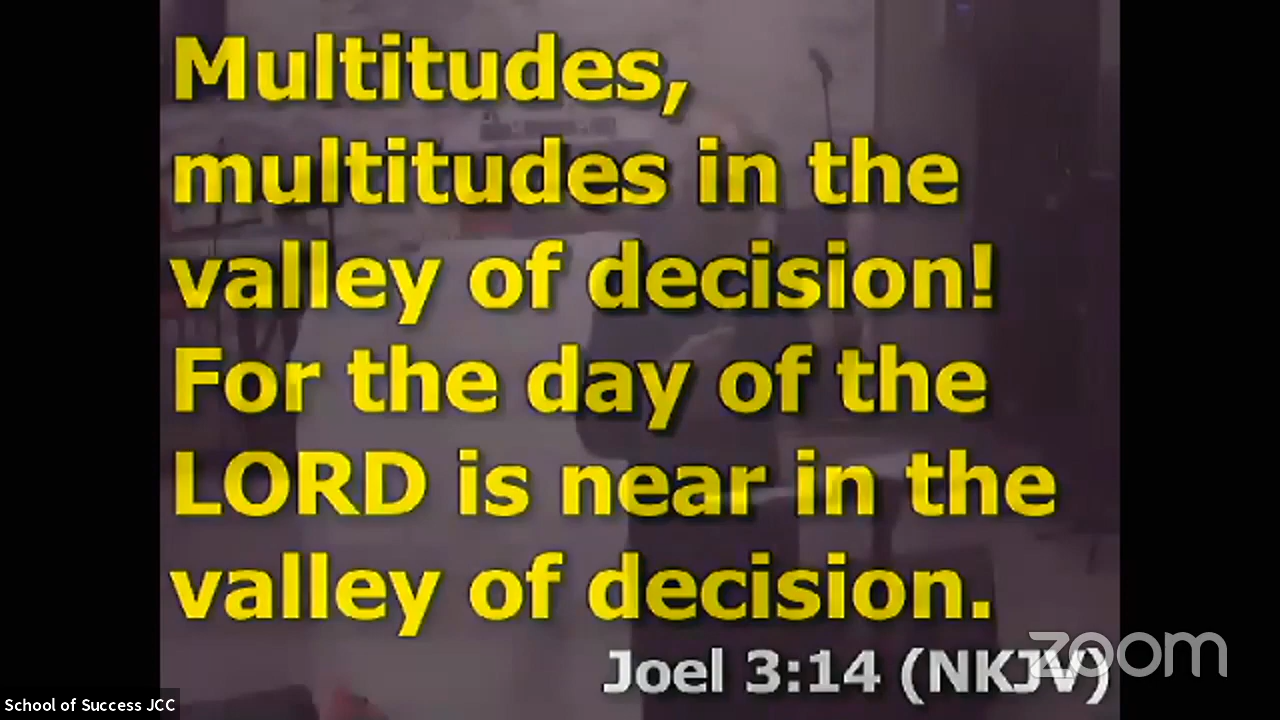 Multitudes,
multitudes in the
valley of decision!
For the day of the
LORD is near in the
valley of decision.
Joel 3:14 (NKJV)
zoom
School of Success JCC